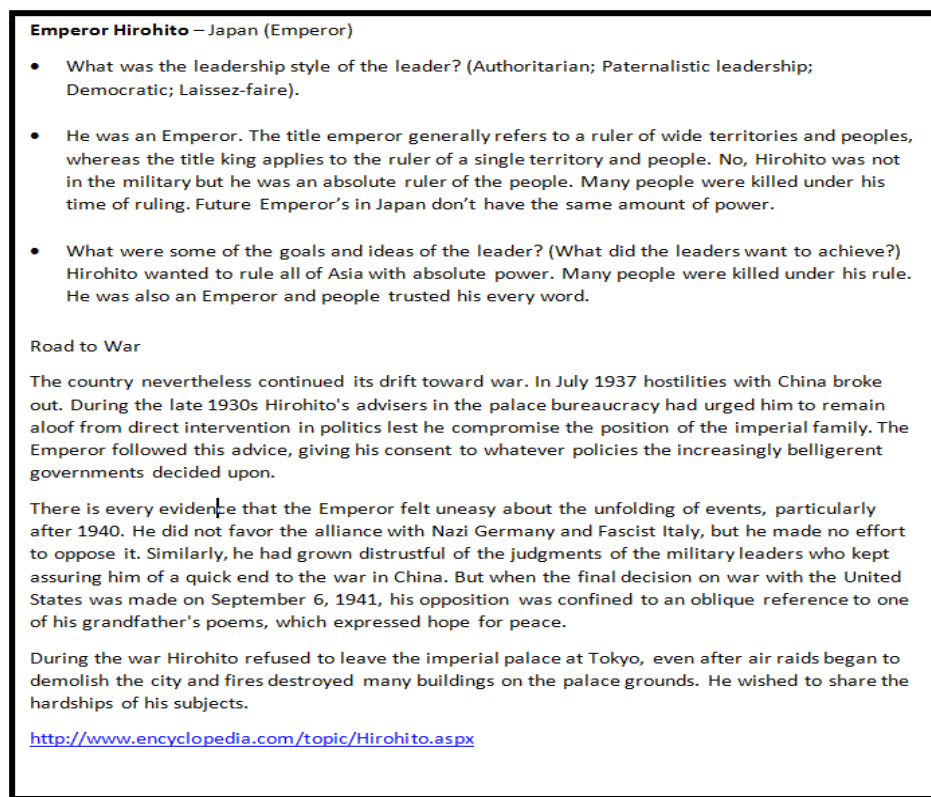 Emperor Hirohito – Japan (Emperor)
• What was the leadership style of the leader? (Authoritarian; Paternalistic leadership;
Democratic; Laissez-faire).
• He was an Emperor. The title emperor generally refers to a ruler of wide territories and peoples,
whereas the title king applies to the ruler of a single territory and people. No, Hirohito was not
in the military but he was an absolute ruler of the people. Many people were killed under his
time of ruling. Future Emperor’s in Japan don’t have the same amount of power.
• What were some of the goals and ideas of the leader? (What did the leaders want to achieve?)
Hirohito wanted to rule all of Asia with absolute power. Many people were killed under his rule.
He was also an Emperor and people trusted his every word.
Road to War
The country nevertheless continued its drift toward war. In July 1937 hostilities with China broke
out. During the late 1930s Hirohito's advisers in the palace bureaucracy had urged him to remain
aloof from direct intervention in politics lest he compromise the position of the imperial family. The
Emperor followed this advice, giving his consent to whatever policies the increasingly belligerent
governments decided upon.
There is every evidence that the Emperor felt uneasy about the unfolding of events, particularly
after 1940. He did not favor the alliance with Nazi Germany and Fascist Italy, but he made no effort
to oppose it. Similarly, he had grown distrustful of the judgments of the military leaders who kept
assuring him of a quick end to the war in China. But when the final decision on war with the United
States was made on September 6, 1941, his opposition was confined to an oblique reference to one
of his grandfather's poems, which expressed hope for peace.
During the war Hirohito refused to leave the imperial palace at Tokyo, even after air raids began to
demolish the city and fires destroyed many buildings on the palace grounds. He wished to share the
hardships of his subjects.
http://www.encyclopedia.com/topic/Hirohito.aspx